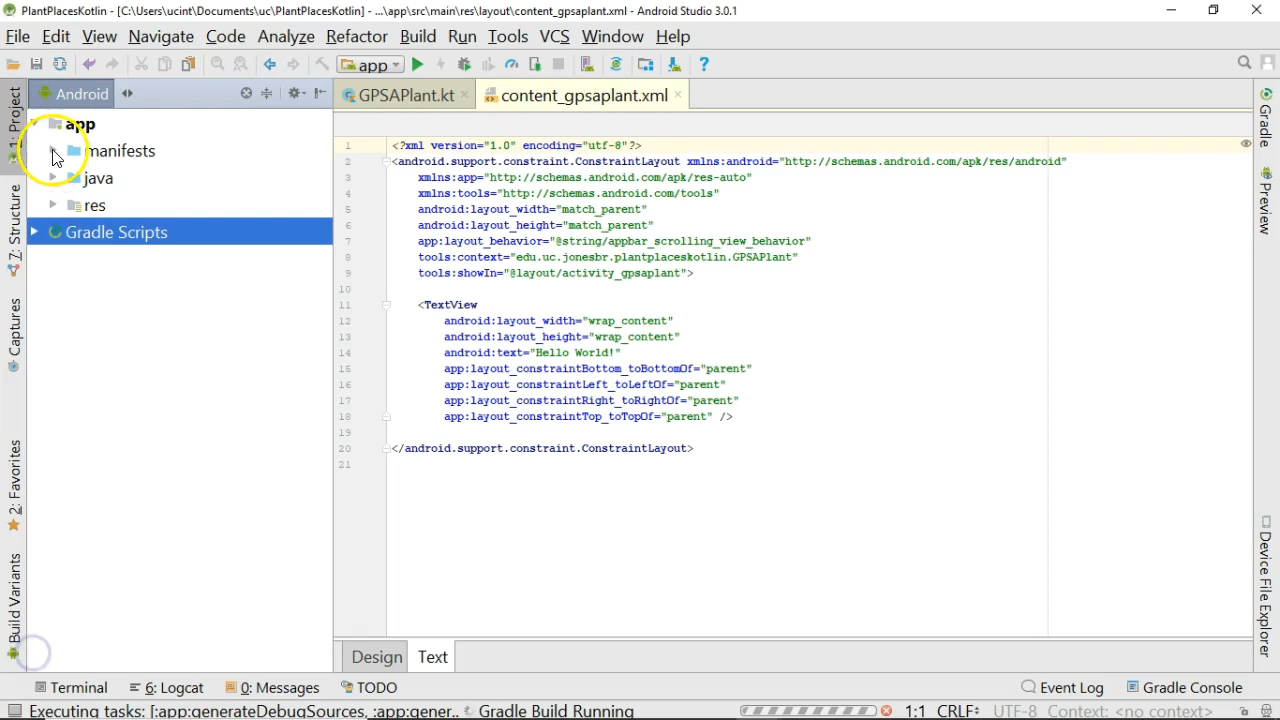 PlantPlacesKotlin - [C:\Users\ucint\Documents\uc\PlantPlacesKotlin] - ...\app\src\main\res\layout\content_gpsaplant.xml - Android Studio 3.0.1
File Edit View Navigate Code Analyze Refactor Build Run Tools VCS Window Help
app
Android
GPSAPlant.kt
content_gpsaplant.xml
1: Project
Z: Structure
Captures
2: Favorites
Build Variants
app
manifests
java
res
Gradle Scripts
1 <?xml version="1.0" encoding="utf-8"?>
2 <android.support.constraint.ConstraintLayout xmlns:android="http://schemas.android.com/apk/res/android"
3 xmlns:app="http://schemas.android.com/apk/res-auto"
4 xmlns:tools="http://schemas.android.com/tools"
5 android:layout_width="match_parent"
6 android:layout_height="match_parent"
7 app:layout_behavior="@string/appbar_scrolling_view_behavior"
8 tools:context="edu.uc.jonesbr.plantplaceskotlin.GPSAPlant"
9 tools:showIn="@layout/activity_gpsaplant">
10
11 <TextView
12 android:layout_width="wrap_content"
13 android:layout_height="wrap_content"
14 android:text="Hello World!"
15 app:layout_constraintBottom_toBottomOf="parent"
16 app:layout_constraintLeft_toLeftOf="parent"
17 app:layout_constraintRight_toRightOf="parent"
18 app:layout_constraintTop_toTopOf="parent" />
19
20 </android.support.constraint.ConstraintLayout>
21
Gradle
Preview
Device File Explorer
Design Text
Terminal 6: Logcat 0: Messages TODO Event Log Gradle Console
Executing tasks: [:app:generateDebugSources, :app:gener.. Gradle Build Running 1:1 CRLF UTF-8 Context: <no context>